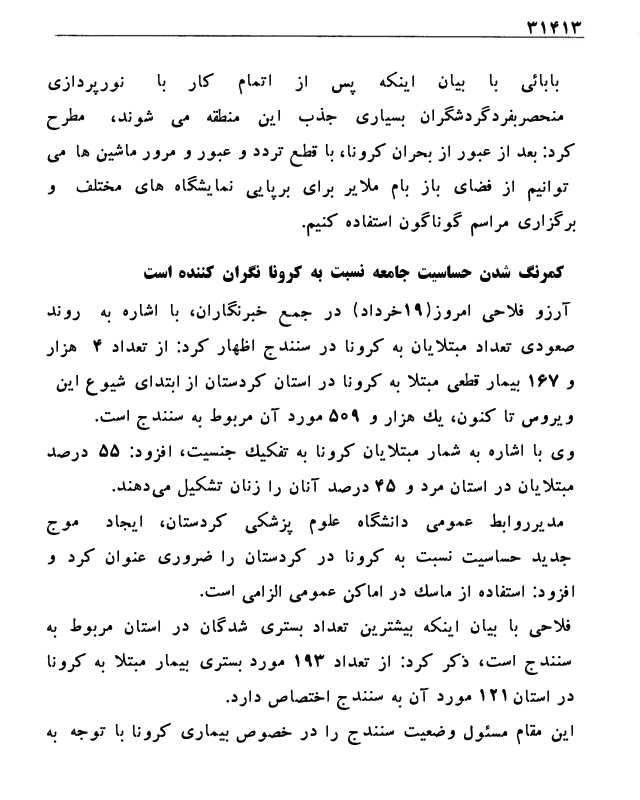 ۳۱۴۱۳
بابائی با بیان اینکه پس از اتمام کار با نورپردازی
منحصربفردگردشگران بسیاری جذب این منطقه می شوند، مطرح
کرد: بعد از عبور از بحران کرونا، با قطع تردد و عبور و مرور ماشین ها می
توانیم از فضای باز بام ملایر برای برپایی نمایشگاه های مختلف و
برگزاری مراسم گوناگون استفاده کنیم.
کمرنگ شدن حساسیت جامعه نسبت به کرونا نگران کننده است
آرزو فلاحی امروز(۱۹خرداد) در جمع خبرنگاران، با اشاره به روند
صعودی تعداد مبتلایان به کرونا در سنندج اظهار کرد: از تعداد ۴ هزار
و ۱۶۷ بیمار قطعی مبتلا به کرونا در استان کردستان از ابتدای شیوع این
ویروس تا کنون، یك هزار و ۵۰۹ مورد آن مربوط به سنندج است.
وی با اشاره به شمار مبتلایان کرونا به تفکیك جنسیت، افزود: ۵۵ درصد
مبتلایان در استان مرد و ۴۵ درصد آنان را زنان تشکیل می‌دهند.
مدیرروابط عمومی دانشگاه علوم پزشکی کردستان، ایجاد موج
جدید حساسیت نسبت به کرونا در کردستان را ضروری عنوان کرد و
افزود: استفاده از ماسك در اماکن عمومی الزامی است.
فلاحی با بیان اینکه بیشترین تعداد بستری شدگان در استان مربوط به
سنندج است، ذکر کرد: از تعداد ۱۹۳ مورد بستری بیمار مبتلا به کرونا
در استان ۱۲۱ مورد آن به سنندج اختصاص دارد.
این مقام مسئول وضعیت سنندج را در خصوص بیماری کرونا با توجه به